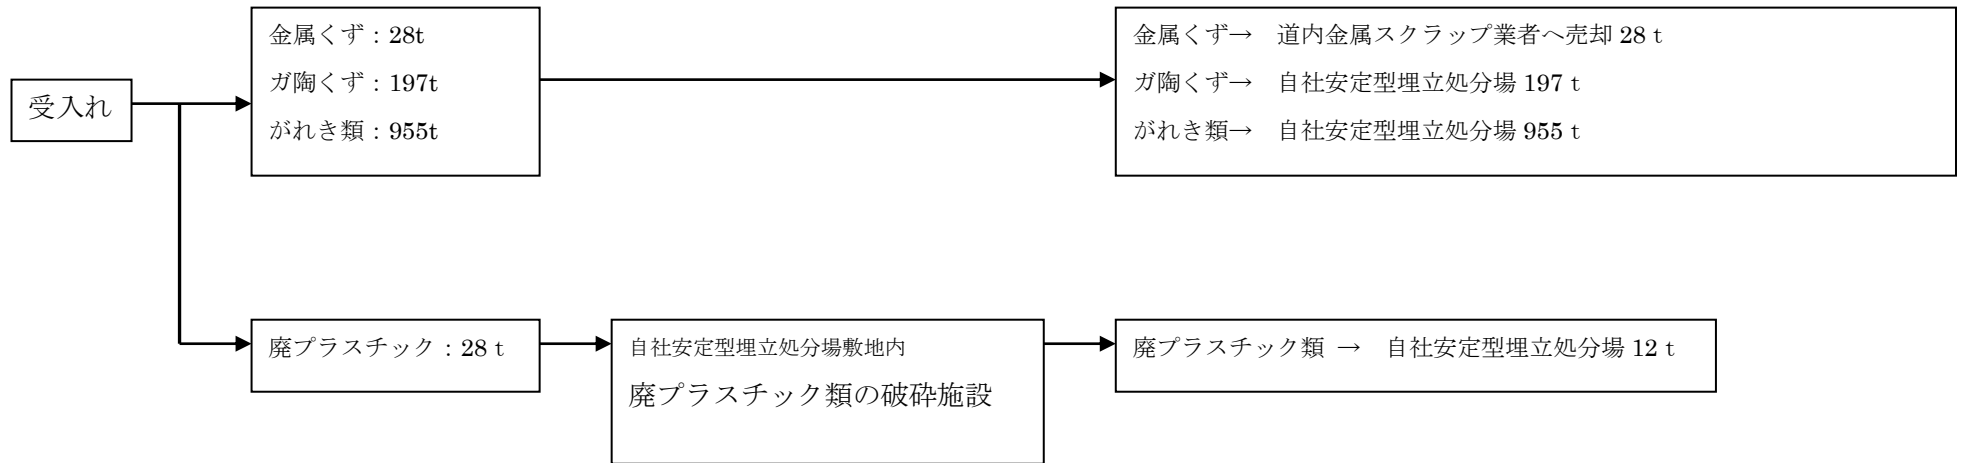 受入れ
金属くず：28t
ガ陶くず：197t
がれき類：955t
金属くず→　道内金属スクラップ業者へ売却 28 t
ガ陶くず→　自社安定型埋立処分場 197 t
がれき類→　自社安定型埋立処分場 955 t
廃プラスチック：28 t
自社安定型埋立処分場敷地内
廃プラスチック類の破砕施設
廃プラスチック類 →　自社安定型埋立処分場 12 t